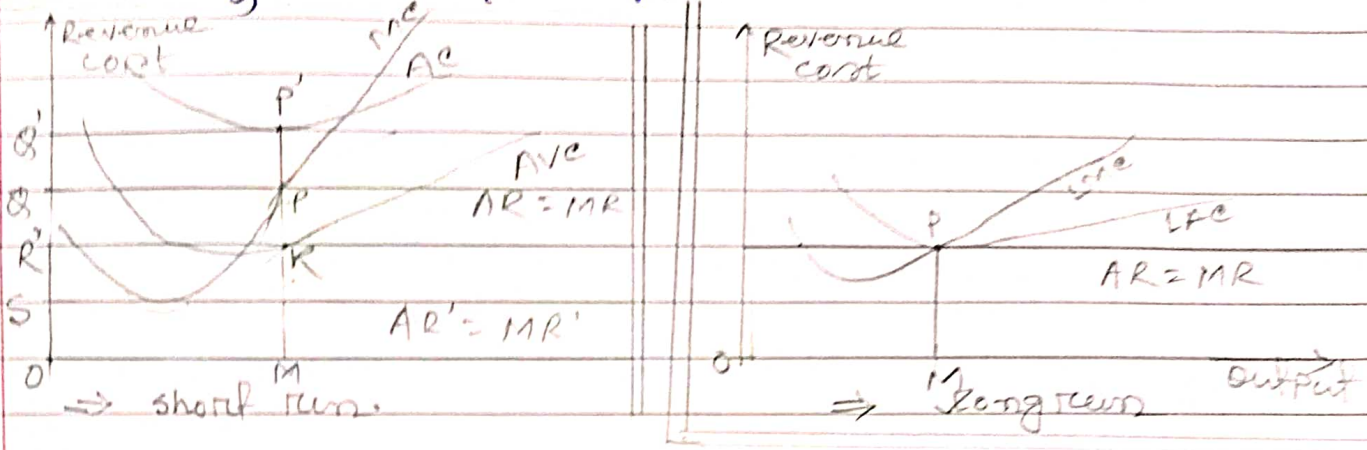 Revenue
cost
MC
AC
P'
Q'
AVC
Q
P
AR = MR
R'
R
S
AR' = MR'
O
M
⇒ short run.
Revenue
cost
LMC
P
LAC
AR = MR
O
M
Output
⇒ Long run